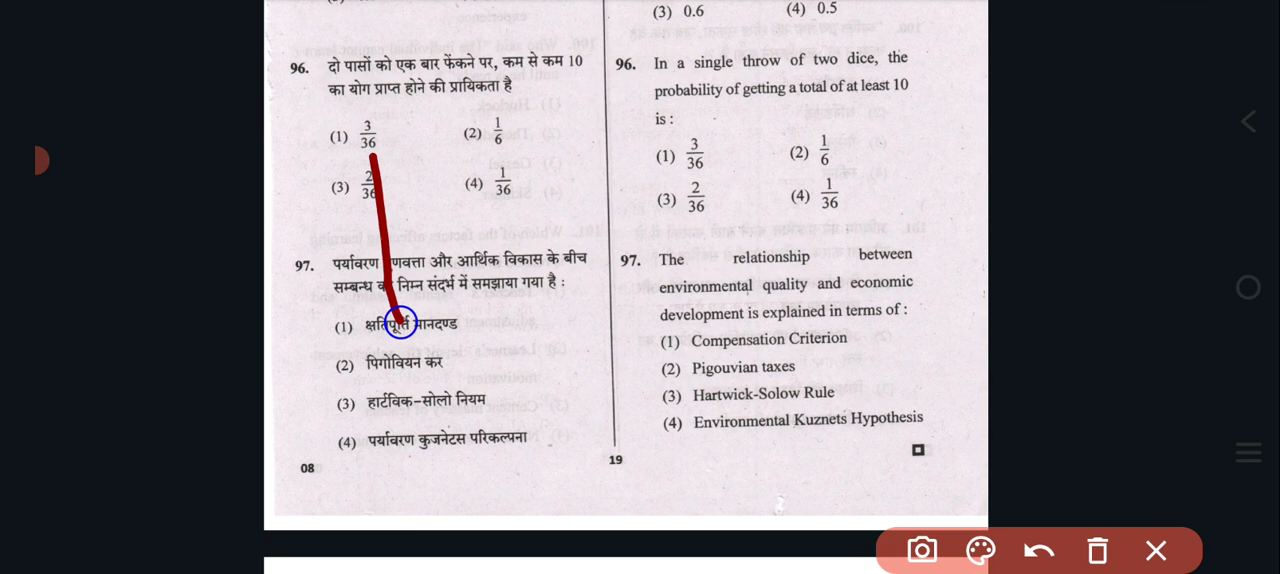 (3) 0.6 (4) 0.5
96. दो पासों को एक बार फेंकने पर, कम से कम 10
का योग प्राप्त होने की प्रायिकता है
(1) 3/36 (2) 1/6
(3) 2/36 (4) 1/36
97. पर्यावरण गुणवत्ता और आर्थिक विकास के बीच
सम्बन्ध को निम्न संदर्भ में समझाया गया है :
(1) क्षतिपूर्ति मानदण्ड
(2) पिगोवियन कर
(3) हार्टविक-सोलो नियम
(4) पर्यावरण कुजनेटस परिकल्पना
08
96. In a single throw of two dice, the
probability of getting a total of at least 10
is :
(1) 3/36 (2) 1/6
(3) 2/36 (4) 1/36
97. The relationship between
environmental quality and economic
development is explained in terms of :
(1) Compensation Criterion
(2) Pigouvian taxes
(3) Hartwick-Solow Rule
(4) Environmental Kuznets Hypothesis
19